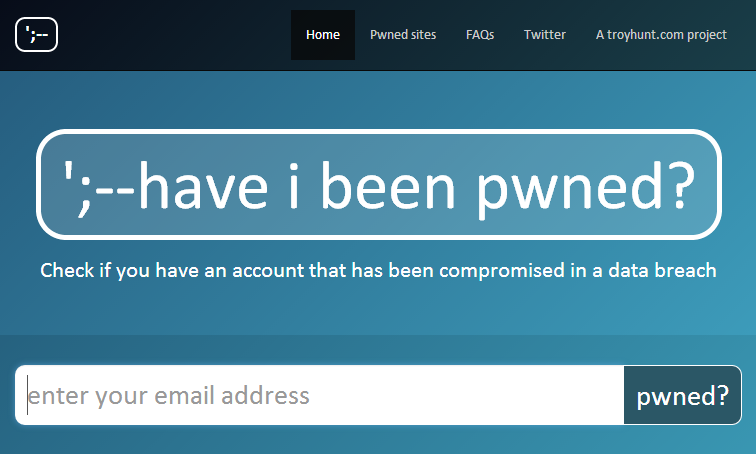 ';--
Home Pwned sites FAQs Twitter A troyhunt.com project
';--have i been pwned?
Check if you have an account that has been compromised in a data breach
enter your email address pwned?